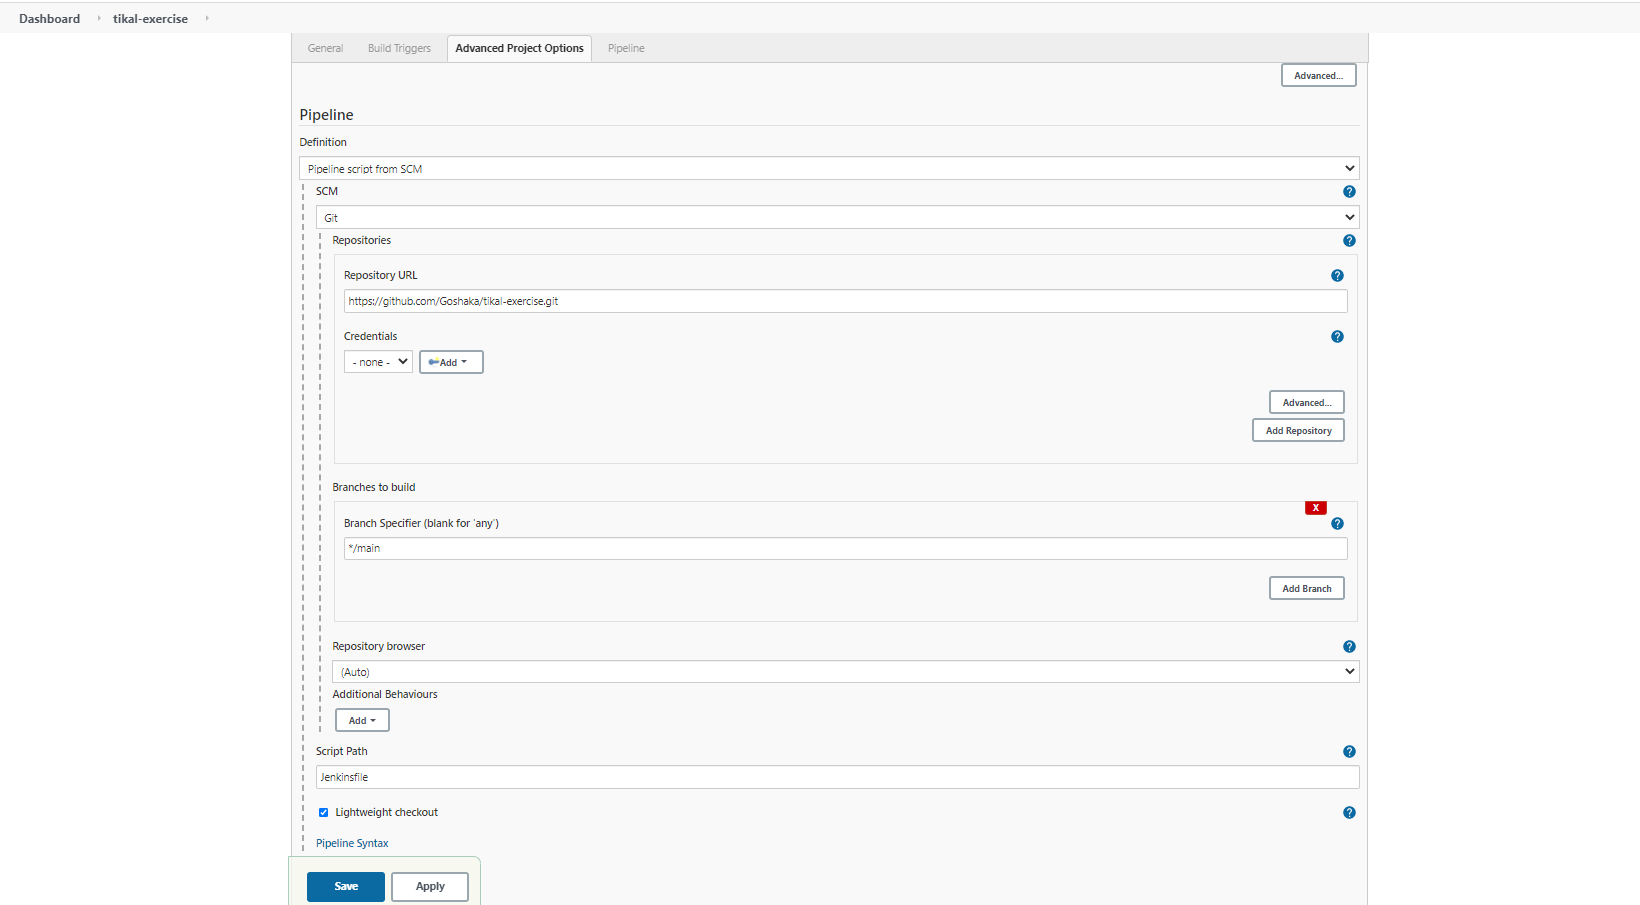 Dashboard tikal-exercise
General Build Triggers Advanced Project Options Pipeline
Advanced...
Pipeline
Definition
Pipeline script from SCM
SCM
?
Git
Repositories
?
Repository URL
?
https://github.com/Goshaka/tikal-exercise.git
Credentials
?
- none - Add
Advanced...
Add Repository
Branches to build
X
Branch Specifier (blank for 'any')
?
*/main
Add Branch
Repository browser
?
(Auto)
Additional Behaviours
Add
Script Path
?
Jenkinsfile
Lightweight checkout
?
Pipeline Syntax
Save Apply